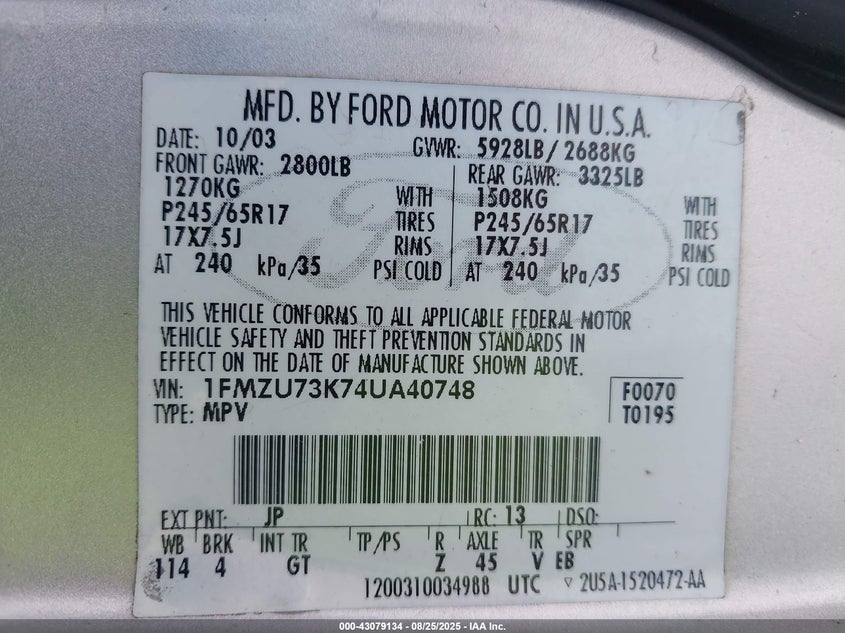 MFD. BY FORD MOTOR CO. IN U.S.A.
DATE: 10/03 GVWR: 5928LB/ 2688KG
FRONT GAWR: 2800LB REAR GAWR: 3325LB
1270KG WITH 1508KG WITH
P245/65R17 TIRES P245/65R17 TIRES
17X7.5J RIMS 17X7.5J RIMS
AT 240 kPa/35 PSI COLD AT 240 kPa/35 PSI COLD
Ford
THIS VEHICLE CONFORMS TO ALL APPLICABLE FEDERAL MOTOR
VEHICLE SAFETY AND THEFT PREVENTION STANDARDS IN
EFFECT ON THE DATE OF MANUFACTURE SHOWN ABOVE.
VIN: 1FMZU73K74UA40748 F0070
TYPE: MPV T0195
EXT PNT: JP RC: 13 DSO:
WB BRK INT TR TP/PS R AXLE TR SPR
114 4 GT Z 45 V EB
1200310034988 UTC ▽ 2U5A-1520472-AA
000-43079134 - 08/25/2025 - IAA Inc.